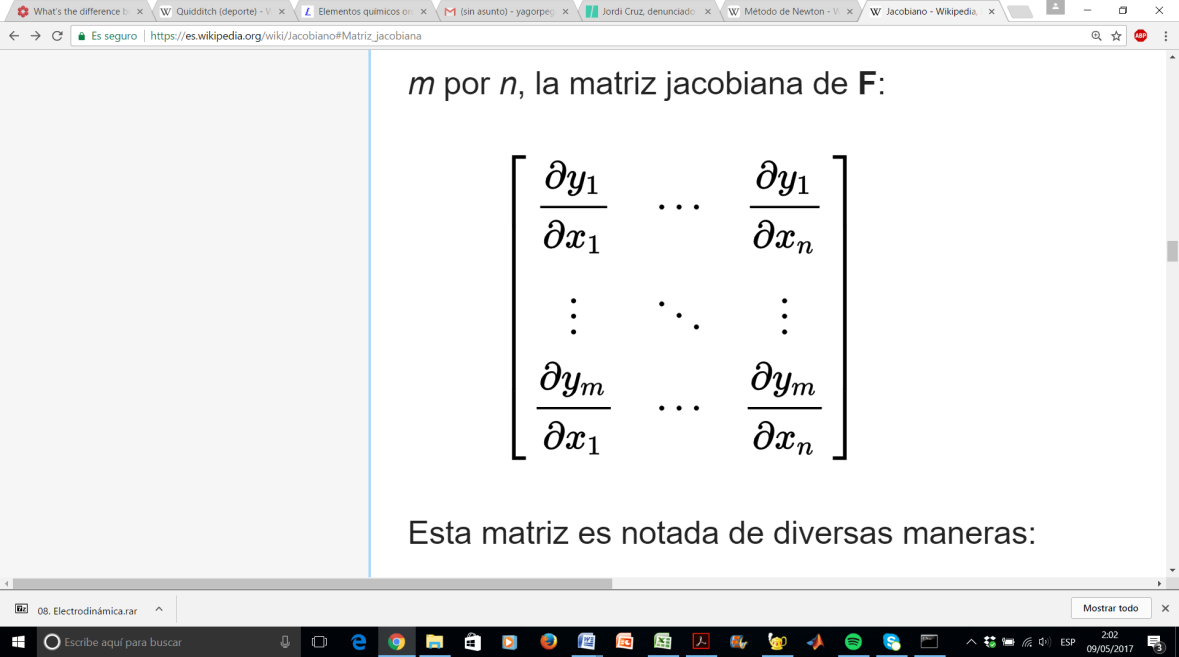 What's the difference b
Quidditch (deporte) - W
Elementos químicos or
(sin asunto) - yagorpeg
Jordi Cruz, denunciado
Método de Newton - W
Jacobiano - Wikipedia,
Es seguro | https://es.wikipedia.org/wiki/Jacobiano#Matriz_jacobiana
ABP
m por n, la matriz jacobiana de F:
∂y₁ ∂y₁
―― ⋯ ――
∂x₁ ∂xₙ
⋮ ⋱ ⋮
∂yₘ ∂yₘ
―― ⋯ ――
∂x₁ ∂xₙ
Esta matriz es notada de diversas maneras:
08. Electrodinámica.rar
Mostrar todo
Escribe aquí para buscar
ESP
2:02
09/05/2017
3